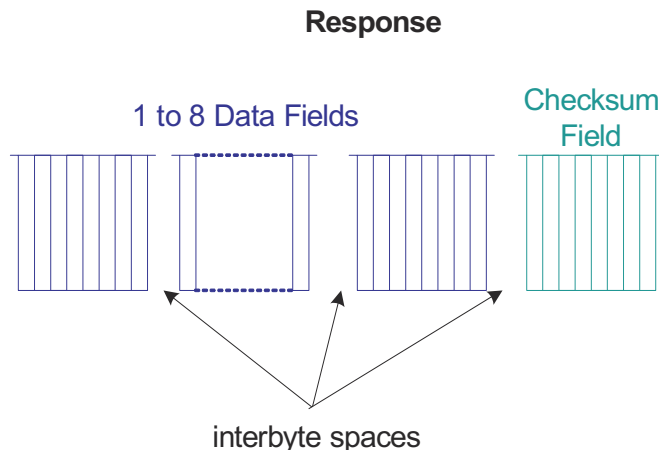 Response
1 to 8 Data Fields
Checksum
Field
interbyte spaces